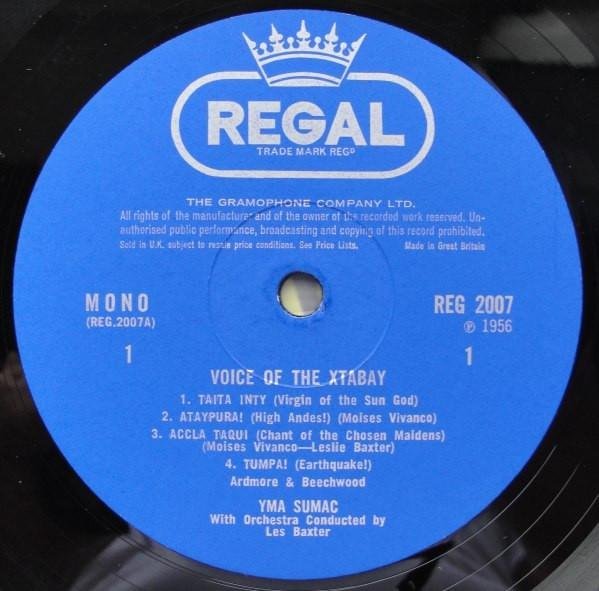 REGAL
TRADE MARK REGD
THE GRAMOPHONE COMPANY LTD.
All rights of the manufacturer and of the owner of the recorded work reserved. Un-
authorised public performance, broadcasting and copying of this record prohibited.
Sold in U.K. subject to resale price conditions. See Price Lists. Made in Great Britain
MONO
(REG.2007A)
1
REG 2007
℗ 1956
1
VOICE OF THE XTABAY
1. TAITA INTY (Virgin of the Sun God)
2. ATAYPURA! (High Andes!) (Moises Vivanco)
3. ACCLA TAQUI (Chant of the Chosen Maidens)
(Moises Vivanco—Leslie Baxter)
4. TUMPA! (Earthquake!)
Ardmore & Beechwood
YMA SUMAC
With Orchestra Conducted by
Les Baxter